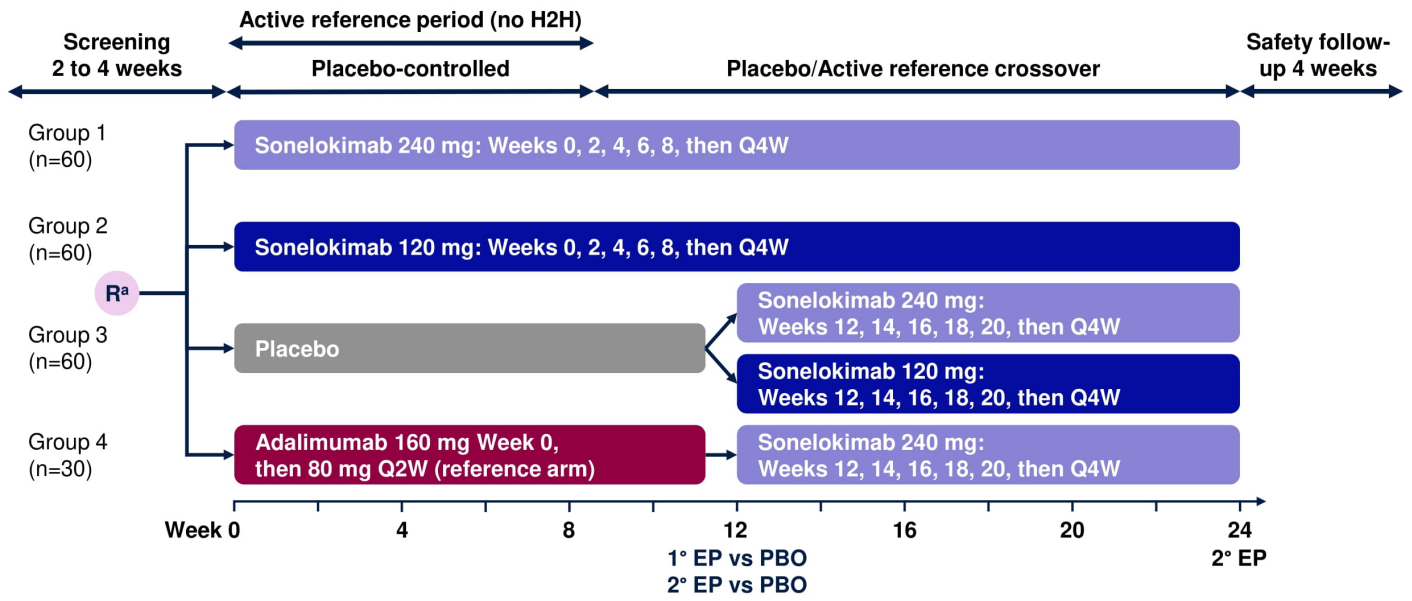 Active reference period (no H2H)
Screening
2 to 4 weeks
Placebo-controlled
Placebo/Active reference crossover
Safety follow-
up 4 weeks
Group 1
(n=60)
Sonelokimab 240 mg: Weeks 0, 2, 4, 6, 8, then Q4W
Group 2
(n=60)
Sonelokimab 120 mg: Weeks 0, 2, 4, 6, 8, then Q4W
Rᵃ
Group 3
(n=60)
Placebo
Sonelokimab 240 mg:
Weeks 12, 14, 16, 18, 20, then Q4W
Sonelokimab 120 mg:
Weeks 12, 14, 16, 18, 20, then Q4W
Group 4
(n=30)
Adalimumab 160 mg Week 0,
then 80 mg Q2W (reference arm)
Sonelokimab 240 mg:
Weeks 12, 14, 16, 18, 20, then Q4W
Week 0 4 8 12 16 20 24
1° EP vs PBO
2° EP vs PBO
2° EP